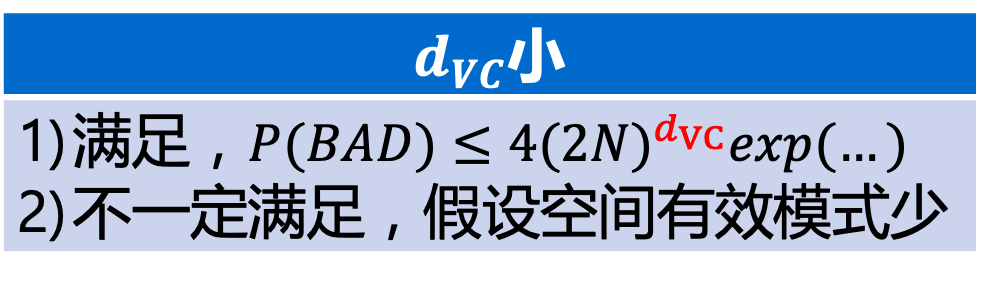 d_VC小
1)满足，P(BAD) ≤ 4(2N)^{d_VC}exp(...)
2)不一定满足，假设空间有效模式少